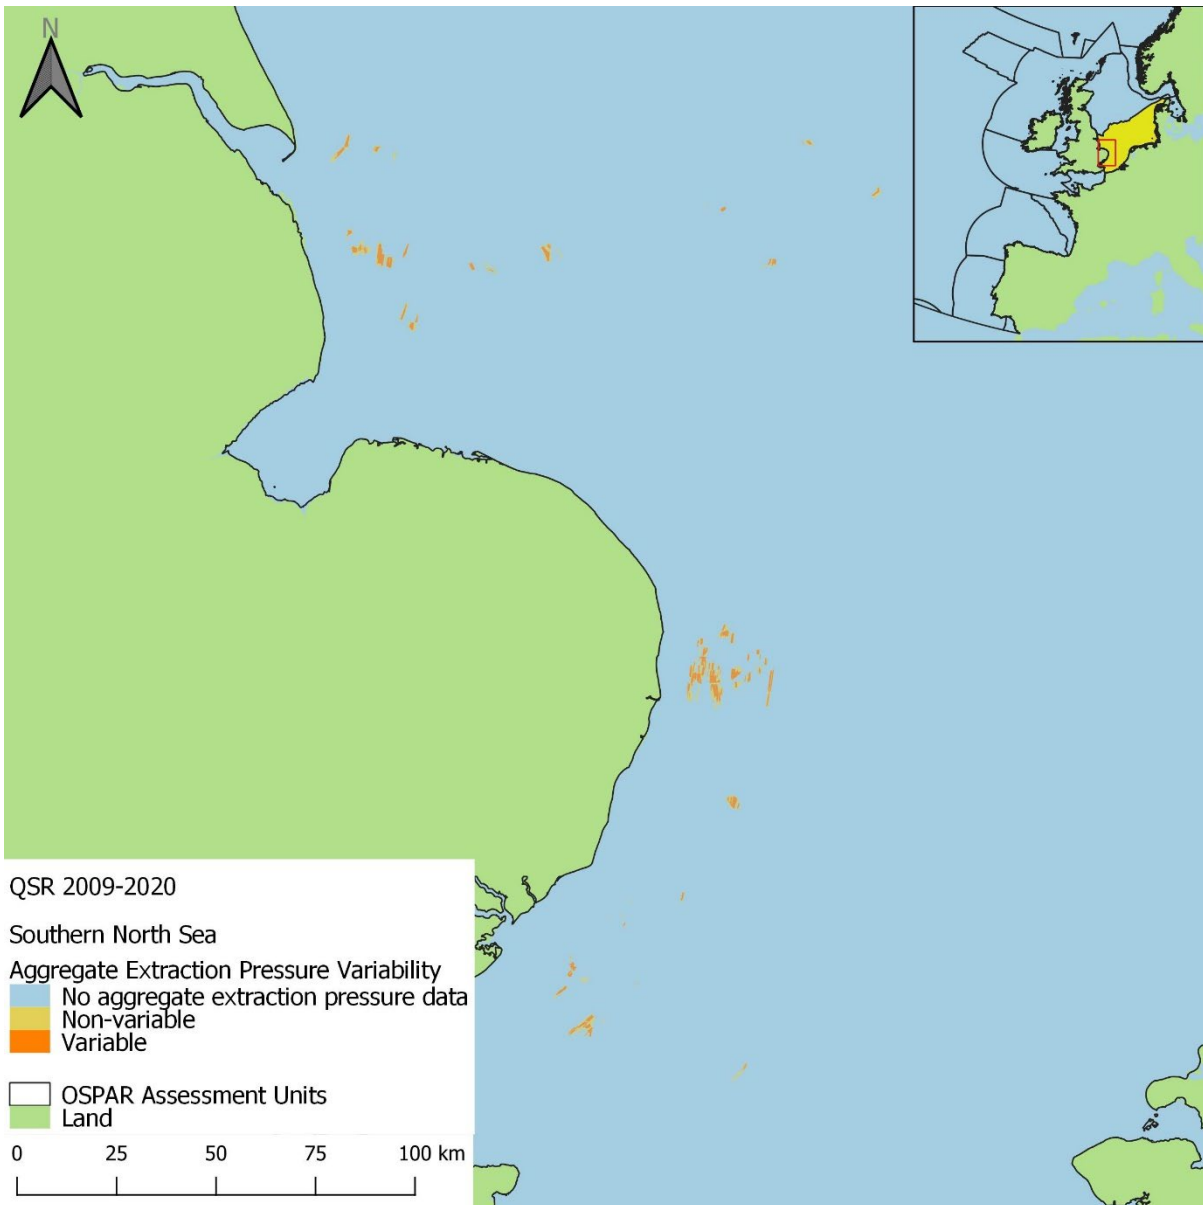 N
QSR 2009-2020
Southern North Sea
Aggregate Extraction Pressure Variability
No aggregate extraction pressure data
Non-variable
Variable
OSPAR Assessment Units
Land
0 25 50 75 100 km